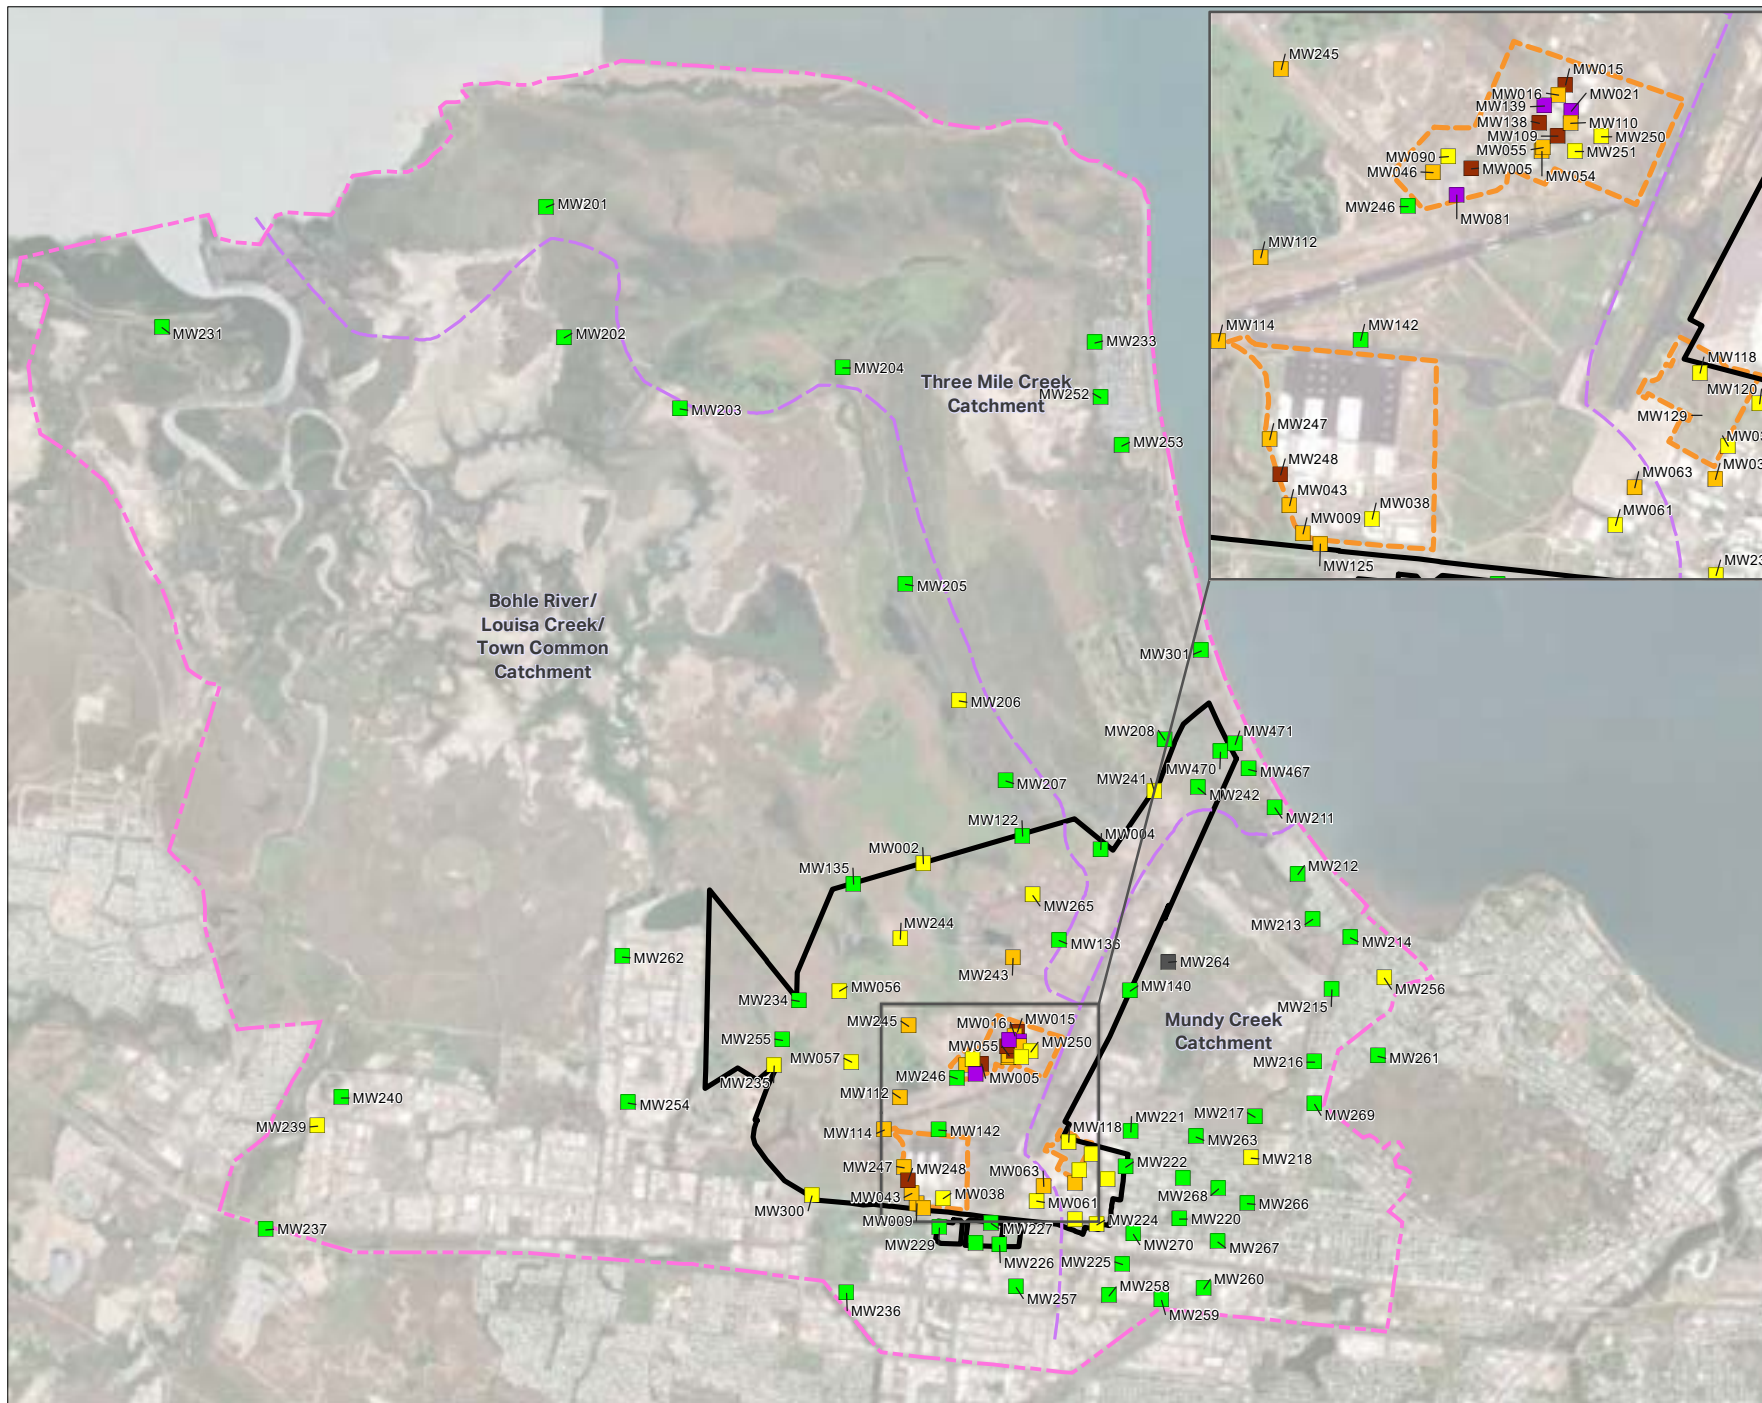 MW245
MW015
MW016
MW021
MW139
MW138
MW110
MW109
MW250
MW055
MW251
MW090
MW005
MW054
MW046
MW246
MW081
MW112
MW114
MW142
MW118
MW120
MW129
MW247
MW248
MW063
MW043
MW038
MW061
MW009
MW125
MW201
MW231
MW202
MW233
MW204
Three Mile Creek
Catchment
MW252
MW203
MW253
MW205
Bohle River/
Louisa Creek/
Town Common
Catchment
MW301
MW206
MW208
MW471
MW470
MW467
MW207
MW241
MW242
MW211
MW122
MW004
MW002
MW135
MW212
MW265
MW213
MW214
MW244
MW136
MW262
MW243
MW264
MW256
MW056
MW140
MW215
MW234
Mundy Creek
Catchment
MW245
MW016
MW015
MW255
MW055
MW250
MW057
MW216
MW261
MW235
MW246
MW005
MW240
MW112
MW254
MW217
MW269
MW239
MW114
MW142
MW118
MW221
MW263
MW218
MW247
MW248
MW063
MW222
MW043
MW038
MW268
MW266
MW300
MW061
MW237
MW009
MW227
MW224
MW220
MW229
MW270
MW267
MW226
MW225
MW236
MW257
MW258
MW260
MW259